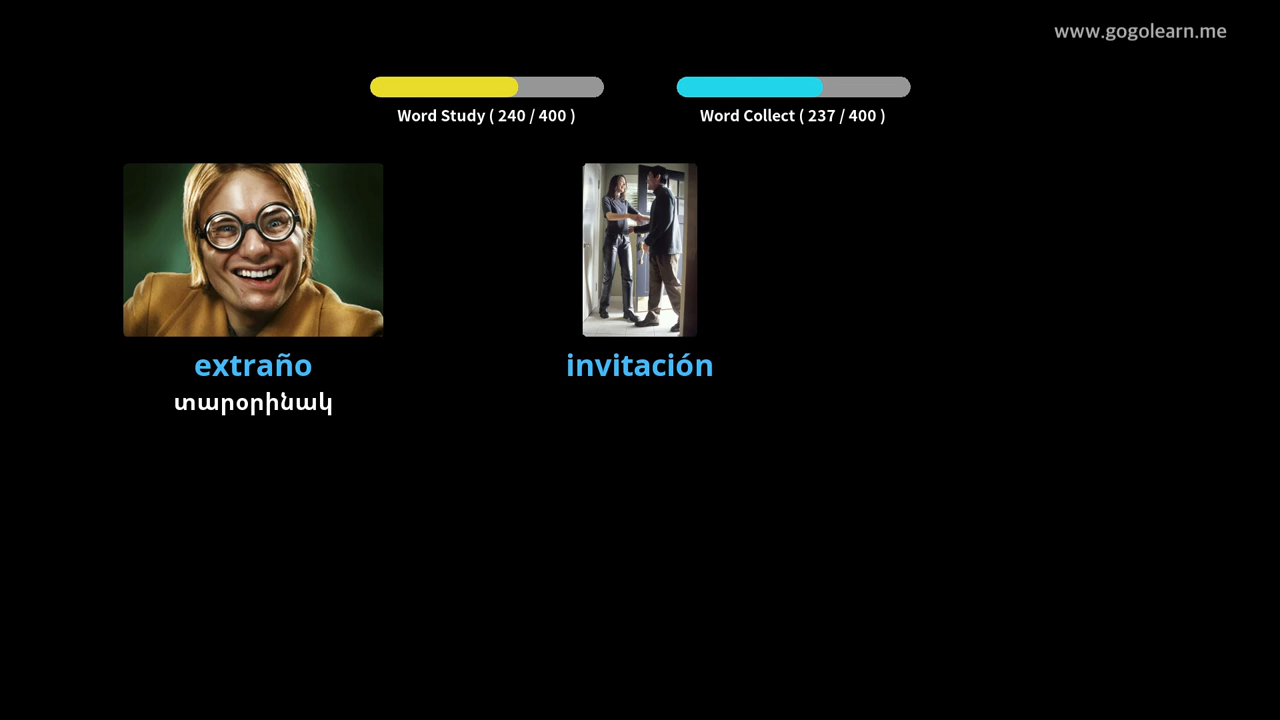 www.gogolearn.me
Word Study ( 240 / 400 )
Word Collect ( 237 / 400 )
extraño
տարօրինակ
invitación